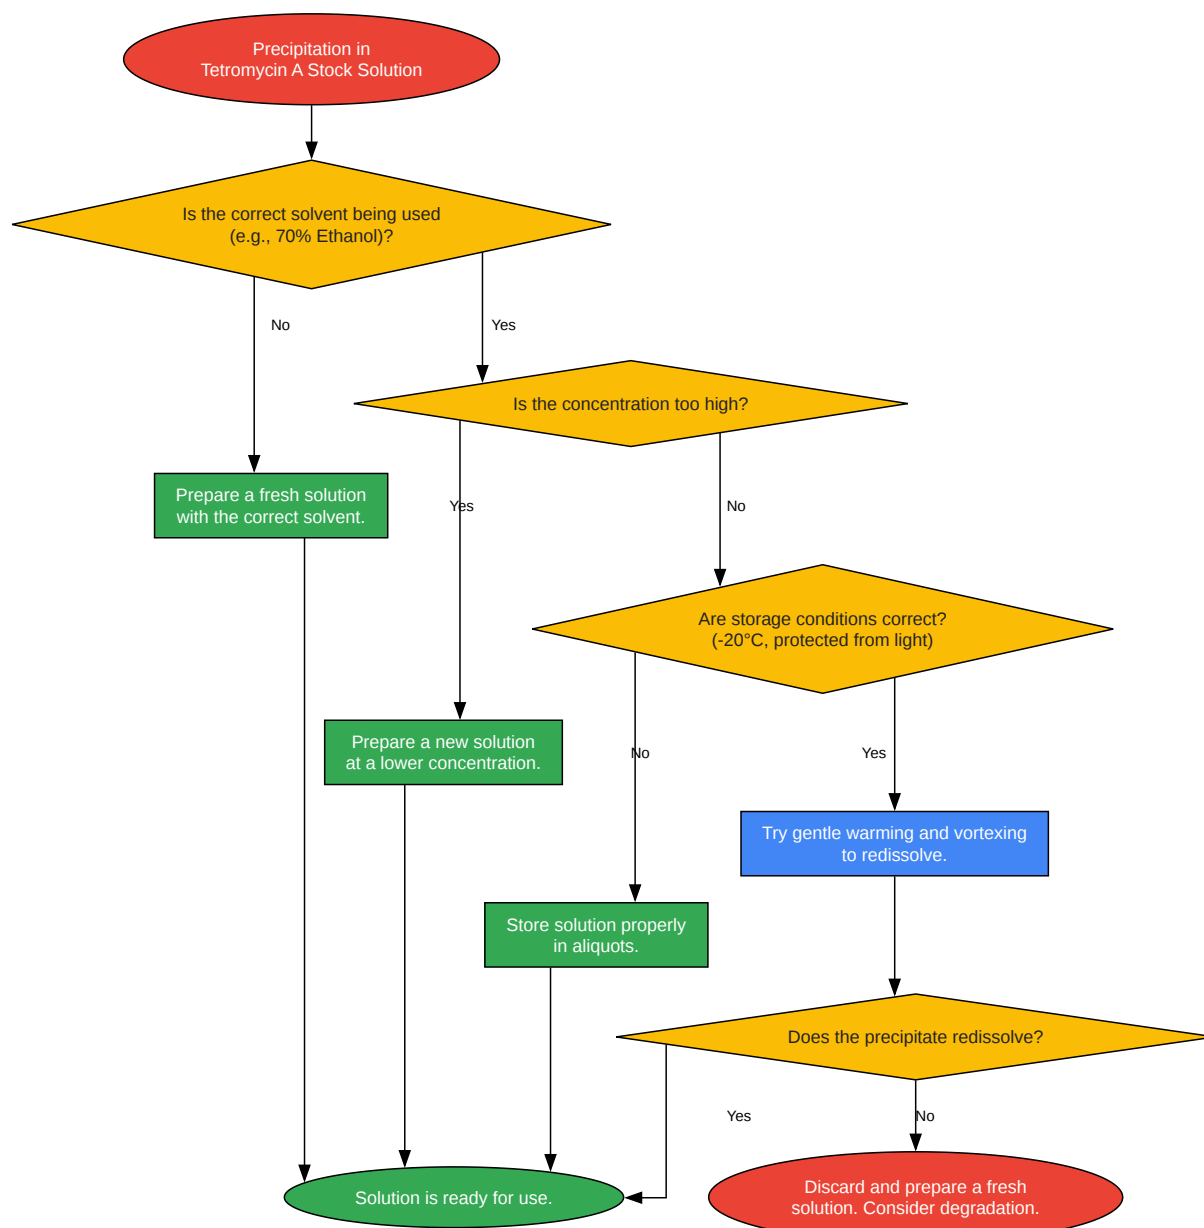 Precipitation in
Tetromycin A Stock Solution
Is the correct solvent being used
(e.g., 70% Ethanol)?
No
Yes
Is the concentration too high?
Prepare a fresh solution
with the correct solvent.
Yes
No
Are storage conditions correct?
(-20°C, protected from light)
Prepare a new solution
at a lower concentration.
No
Yes
Try gentle warming and vortexing
to redissolve.
Store solution properly
in aliquots.
Does the precipitate redissolve?
Yes
No
Solution is ready for use.
Discard and prepare a fresh
solution. Consider degradation.